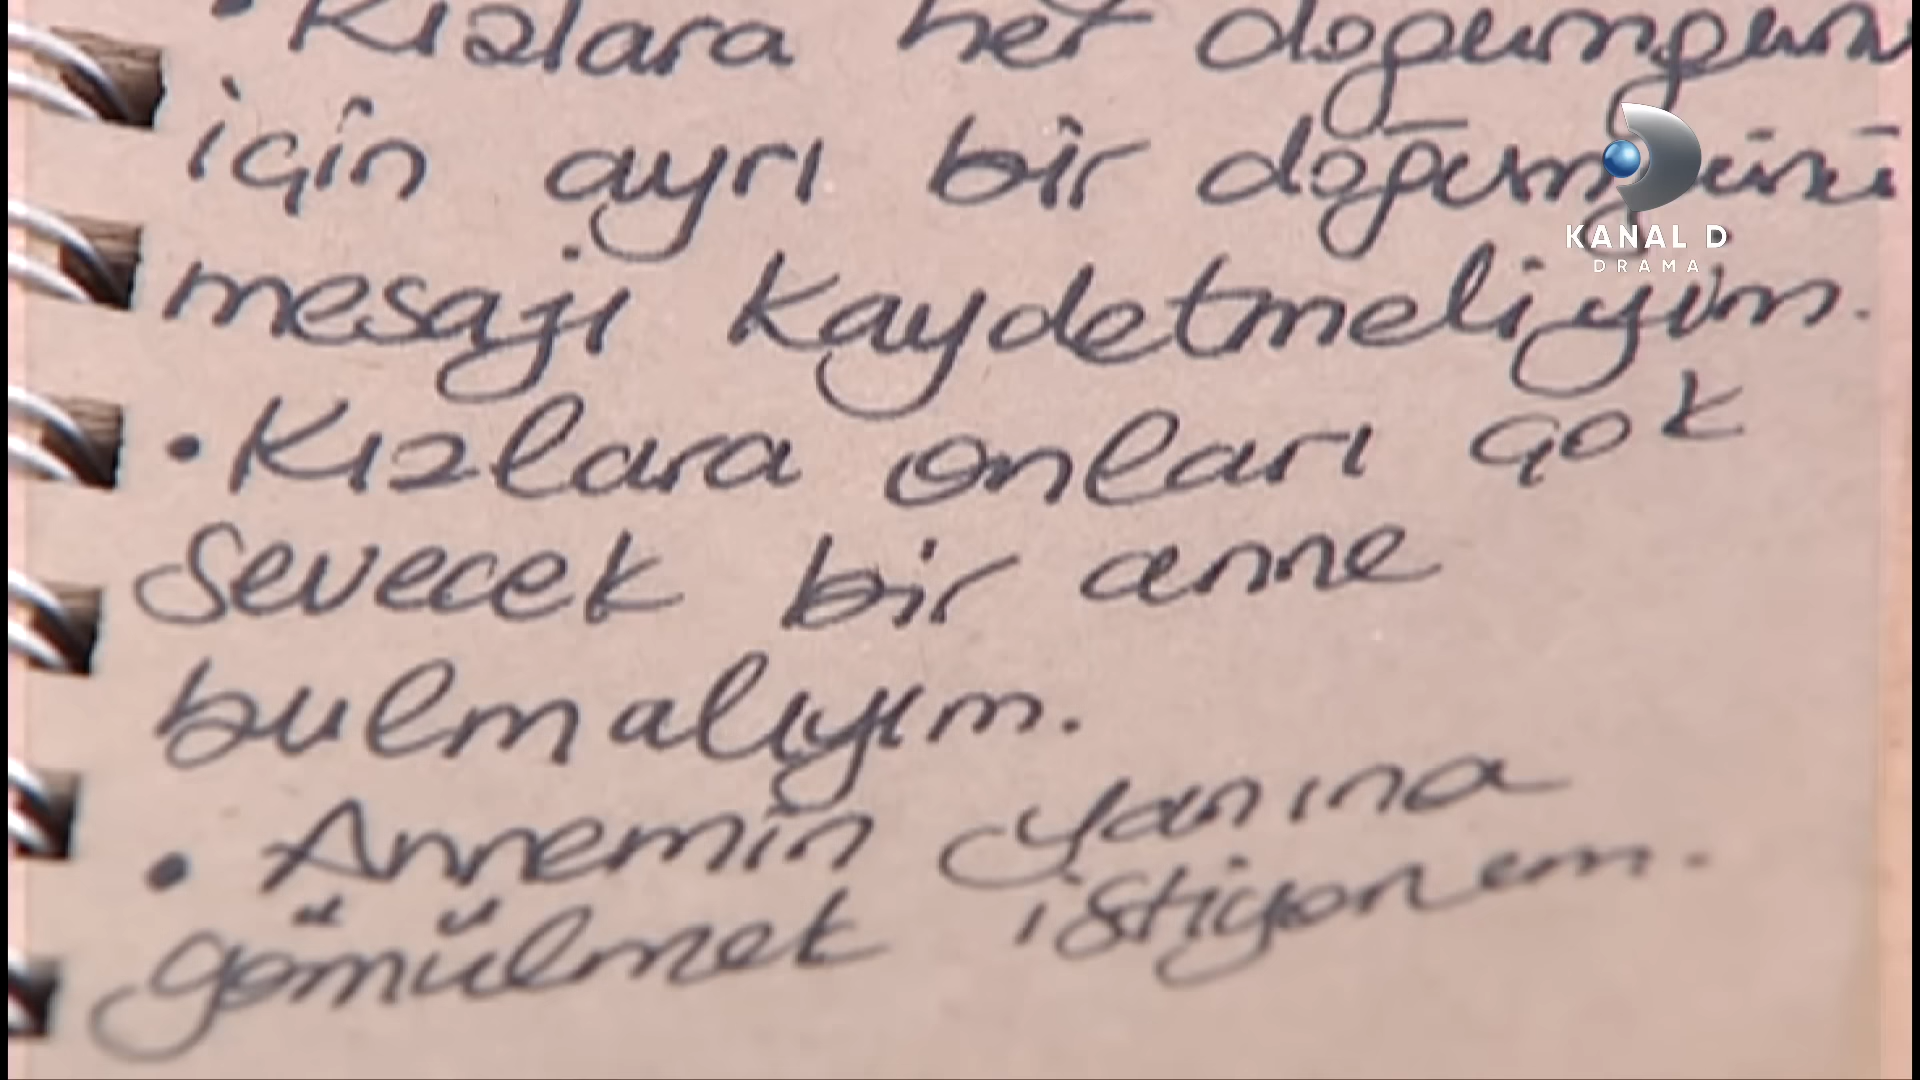 • Kızlara her doğumgünü
için ayrı bir doğumgünü
mesajı kaydetmeliyim.
• Kızlara onları çok
sevecek bir anne
bulmalıyım.
• Annemin yanına
gömülmek istiyorum.
KANAL D
DRAMA